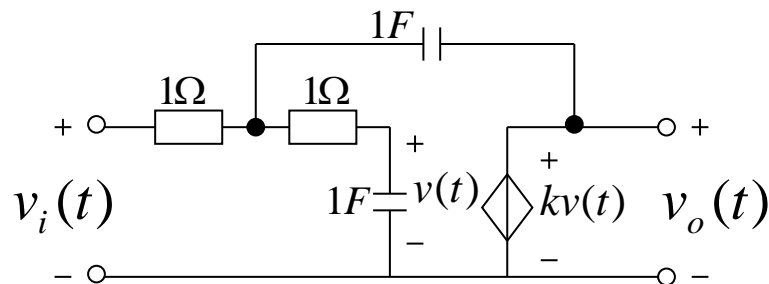 1F
1Ω 1Ω
+ + +
+
v_i(t) 1F v(t) kv(t) v_o(t)
−
−
− −